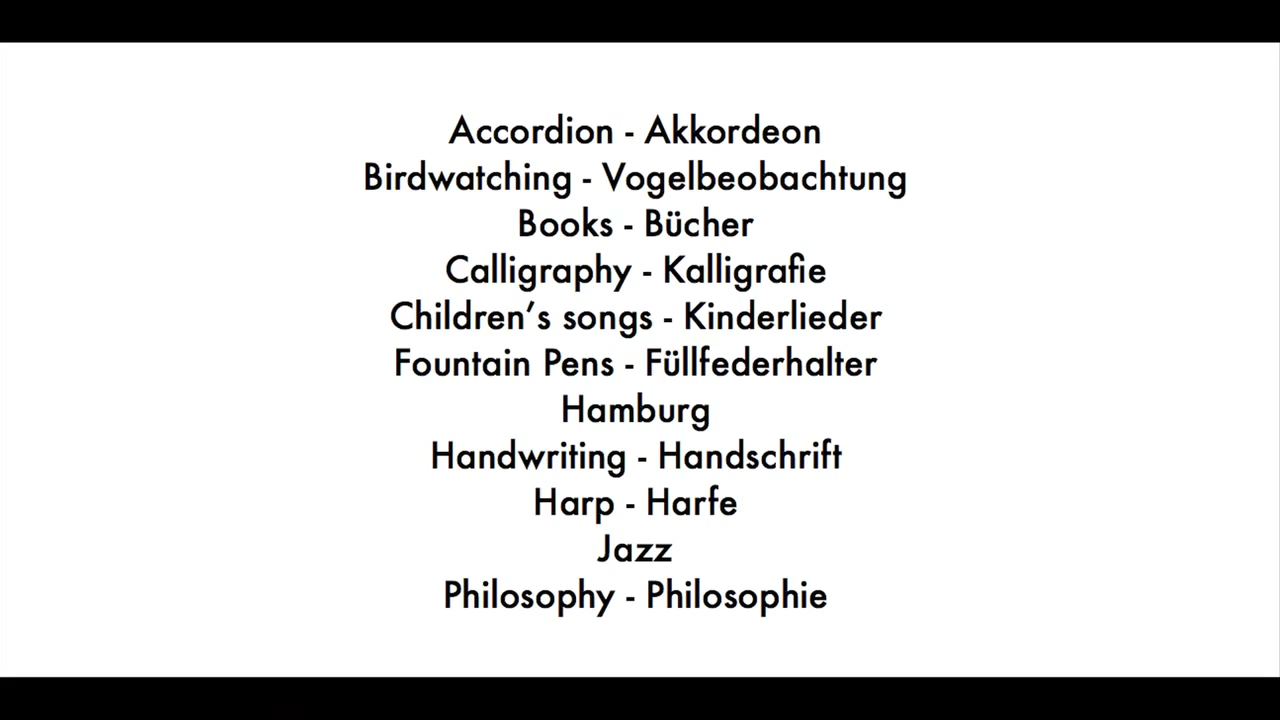 Accordion - Akkordeon
Birdwatching - Vogelbeobachtung
Books - Bücher
Calligraphy - Kalligrafie
Children’s songs - Kinderlieder
Fountain Pens - Füllfederhalter
Hamburg
Handwriting - Handschrift
Harp - Harfe
Jazz
Philosophy - Philosophie